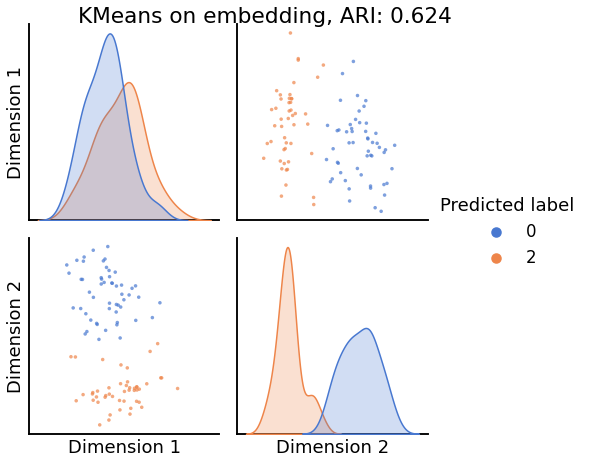 KMeans on embedding, ARI: 0.624
Dimension 1
Predicted label
0
2
Dimension 2
Dimension 1
Dimension 2